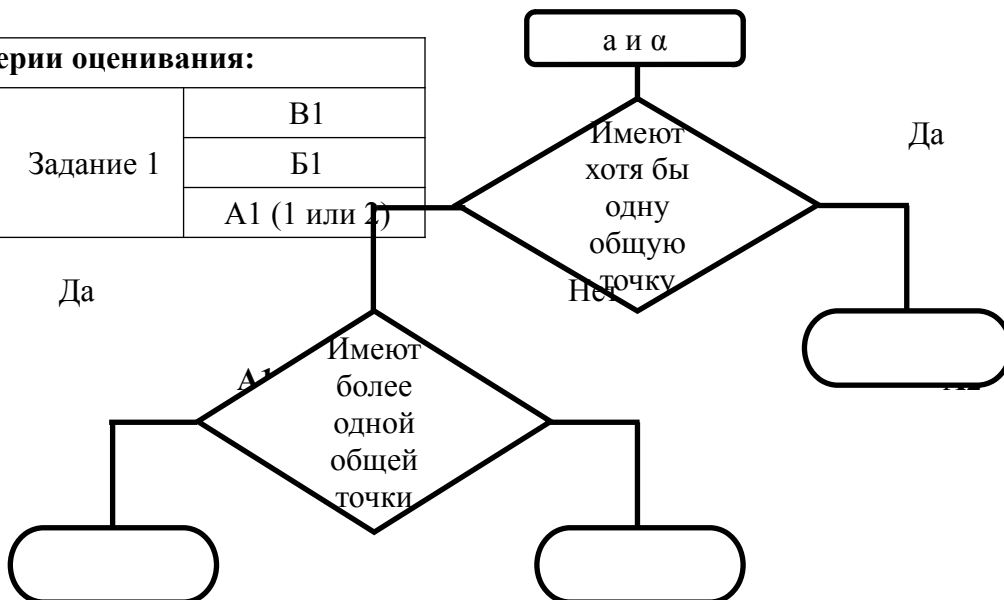 а и α
ерии оценивания:
Задание 1
В1
Б1
А1 (1 или 2)
Имеют
хотя бы
одну
общую
точку
Да
Да
Нет
Имеют
более
одной
общей
точки
А1